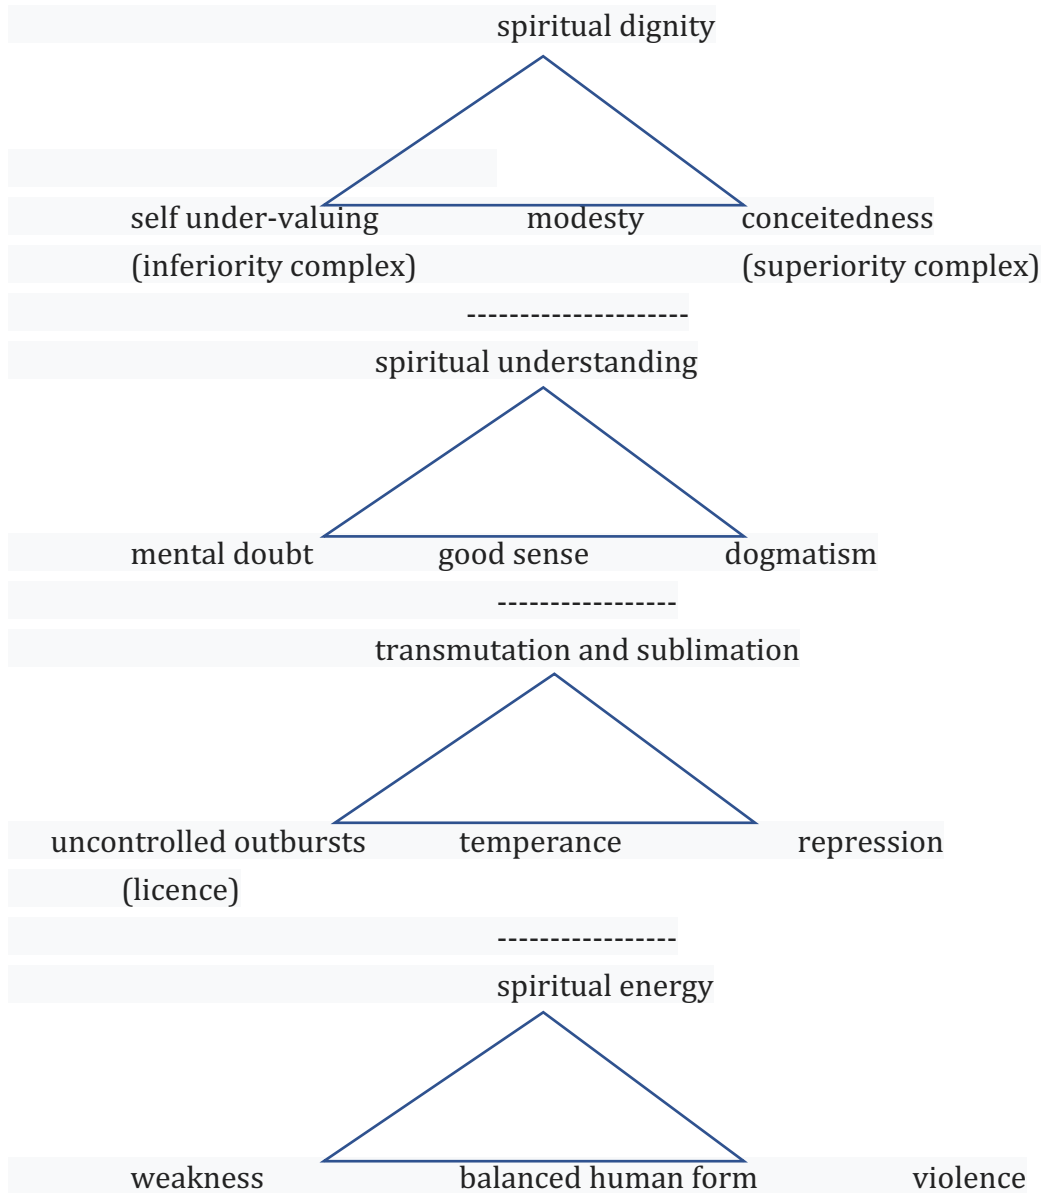 spiritual dignity
self under-valuing modesty conceitedness
(inferiority complex) (superiority complex)
---------------------
spiritual understanding
mental doubt good sense dogmatism
-----------------
transmutation and sublimation
uncontrolled outbursts temperance repression
(licence)
-----------------
spiritual energy
weakness balanced human form violence